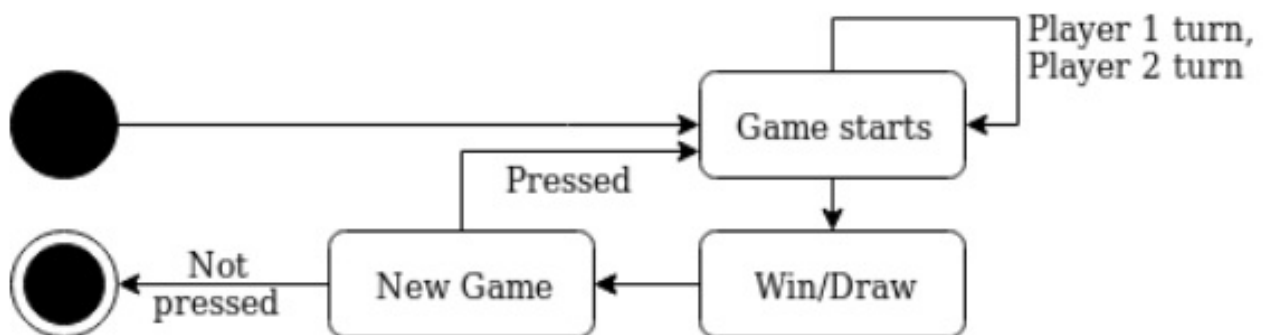 Player 1 turn,
Player 2 turn
Game starts
Pressed
Not
pressed
New Game
Win/Draw